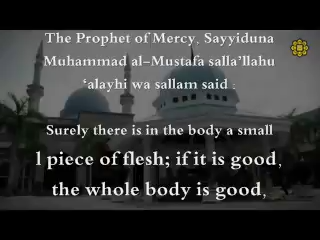 The Prophet of Mercy, Sayyiduna
Muhammad al-Mustafa salla'llahu
‘alayhi wa sallam said :
Surely there is in the body a small
1 piece of flesh; if it is good,
the whole body is good,